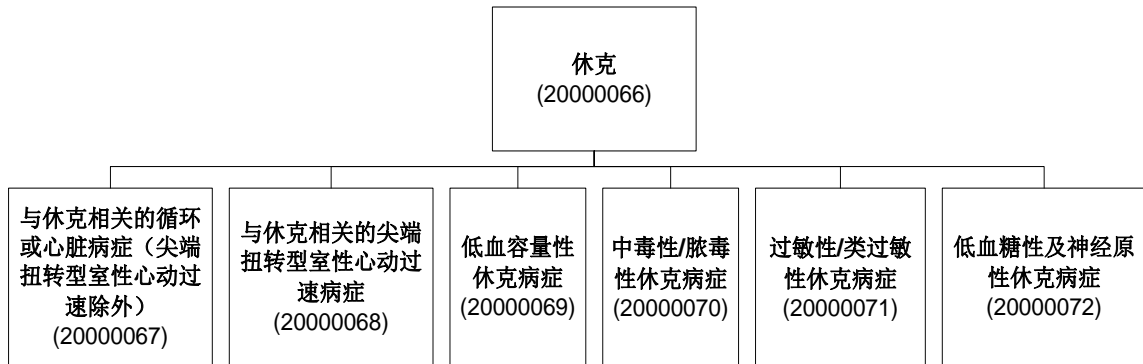 休克
(20000066)
与休克相关的循环
或心脏病症（尖端
扭转型室性心动过
速除外）
(20000067)
与休克相关的尖端
扭转型室性心动过
速病症
(20000068)
低血容量性
休克病症
(20000069)
中毒性/脓毒
性休克病症
(20000070)
过敏性/类过敏
性休克病症
(20000071)
低血糖性及神经原
性休克病症
(20000072)